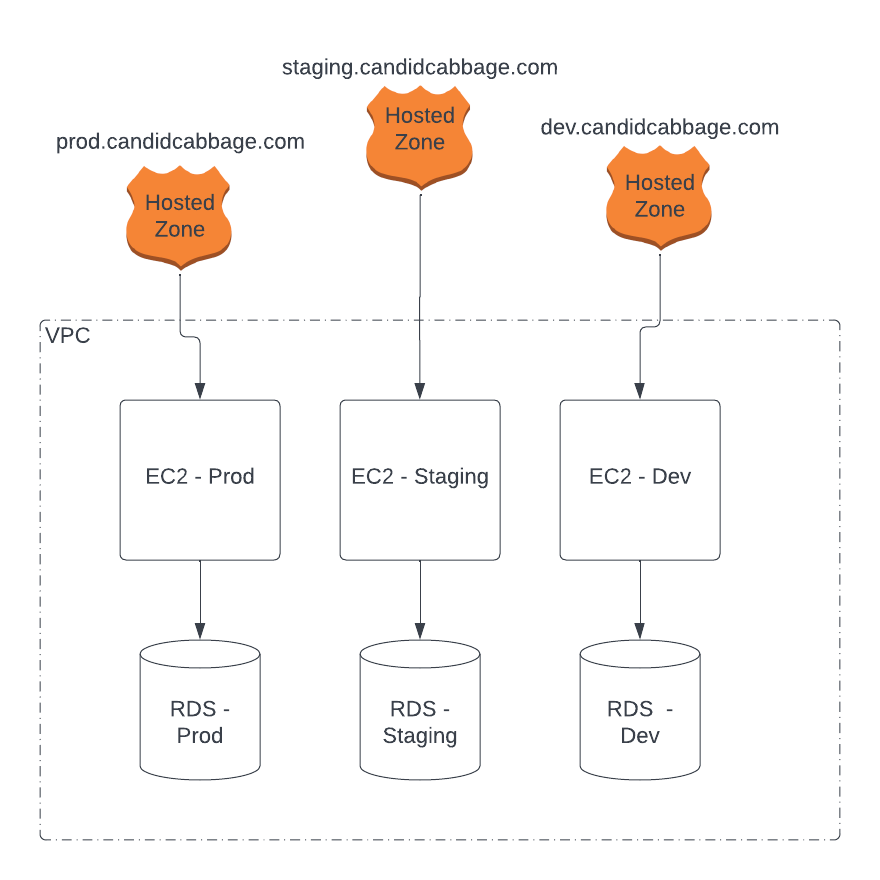 staging.candidcabbage.com
Hosted
Zone
dev.candidcabbage.com
prod.candidcabbage.com
Hosted
Zone
Hosted
Zone
VPC
EC2 - Prod
EC2 - Staging
EC2 - Dev
RDS -
Prod
RDS -
Staging
RDS  -
Dev